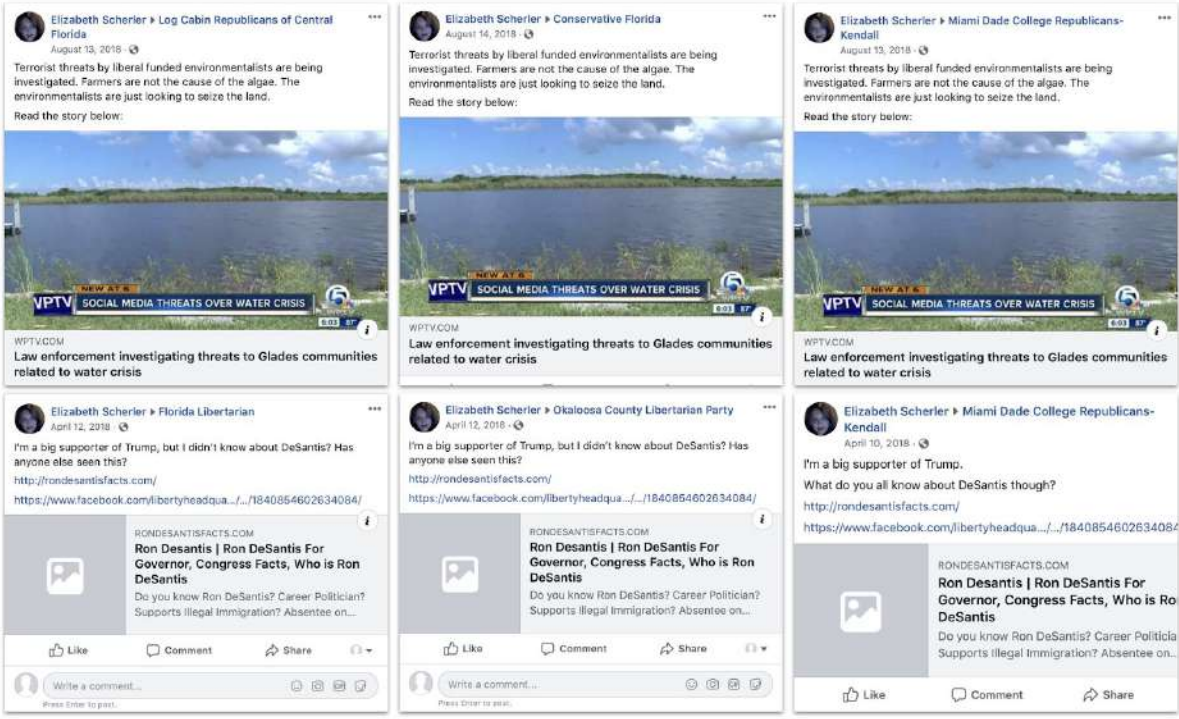 Elizabeth Scherler ▸ Log Cabin Republicans of Central
Florida
August 13, 2018 ·
Terrorist threats by liberal funded environmentalists are being
investigated. Farmers are not the cause of the algae. The
environmentalists are just looking to seize the land.
Read the story below:
NEW AT 6
WPTV SOCIAL MEDIA THREATS OVER WATER CRISIS
5
6:03 87°
WPTV.COM
Law enforcement investigating threats to Glades communities
related to water crisis
Elizabeth Scherler ▸ Conservative Florida
August 14, 2018 ·
Terrorist threats by liberal funded environmentalists are being
investigated. Farmers are not the cause of the algae. The
environmentalists are just looking to seize the land.
Read the story below:
NEW AT 6
WPTV SOCIAL MEDIA THREATS OVER WATER CRISIS
5
6:03 87°
WPTV.COM
Law enforcement investigating threats to Glades communities
related to water crisis
Elizabeth Scherler ▸ Miami Dade College Republicans-
Kendall
August 13, 2018 ·
Terrorist threats by liberal funded environmentalists are being
investigated. Farmers are not the cause of the algae. The
environmentalists are just looking to seize the land.
Read the story below:
NEW AT 6
WPTV SOCIAL MEDIA THREATS OVER WATER CRISIS
5
6:03 87°
WPTV.COM
Law enforcement investigating threats to Glades communities
related to water crisis
Elizabeth Scherler ▸ Florida Libertarian
April 12, 2018 ·
I'm a big supporter of Trump, but I didn't know about DeSantis? Has
anyone else seen this?
http://rondesantisfacts.com/
https://www.facebook.com/libertyheadqua.../.../1840854602634084/
RONDESANTISFACTS.COM
Ron Desantis | Ron DeSantis For
Governor, Congress Facts, Who is Ron
DeSantis
Do you know Ron DeSantis? Career Politician?
Supports Illegal Immigration? Absentee on...
Like Comment Share
Write a comment...
Press Enter to post.
Elizabeth Scherler ▸ Okaloosa County Libertarian Party
April 12, 2018 ·
I'm a big supporter of Trump, but I didn't know about DeSantis? Has
anyone else seen this?
http://rondesantisfacts.com/
https://www.facebook.com/libertyheadqua.../.../1840854602634084/
RONDESANTISFACTS.COM
Ron Desantis | Ron DeSantis For
Governor, Congress Facts, Who is Ron
DeSantis
Do you know Ron DeSantis? Career Politician?
Supports Illegal Immigration? Absentee on...
Like Comment Share
Write a comment...
Press Enter to post.
Elizabeth Scherler ▸ Miami Dade College Republicans-
Kendall
April 10, 2018 ·
I'm a big supporter of Trump.
What do you all know about DeSantis though?
http://rondesantisfacts.com/
https://www.facebook.com/libertyheadqua.../.../1840854602634084
RONDESANTISFACTS.COM
Ron Desantis | Ron DeSantis For
Governor, Congress Facts, Who is Ro
DeSantis
Do you know Ron DeSantis? Career Politicia
Supports Illegal Immigration? Absentee on...
Like Comment Share